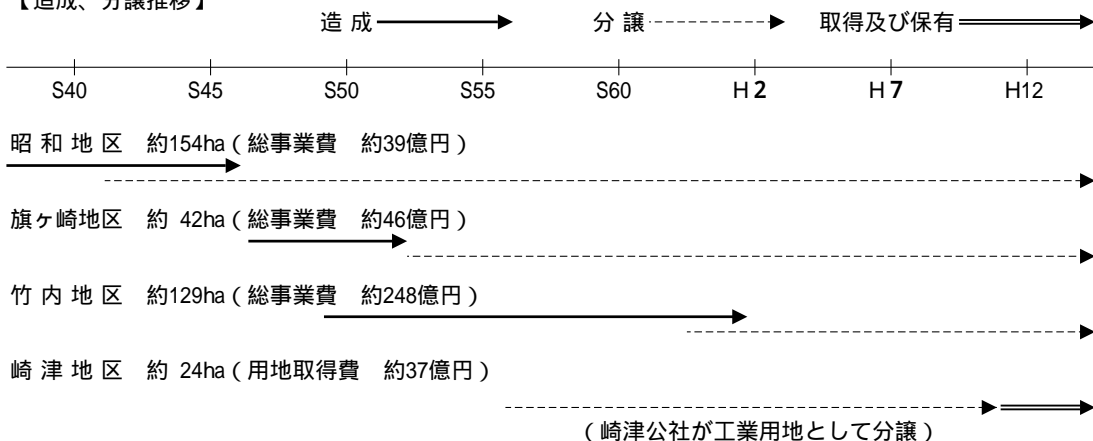 【造成、分譲推移】
造 成 分 譲 取得及び保有
S40 S45 S50 S55 S60 H2 H7 H12
昭 和 地 区 約154ha(総事業費 約39億円)
旗ヶ崎地区 約 42ha(総事業費 約46億円)
竹 内 地 区 約129ha(総事業費 約248億円)
崎 津 地 区 約 24ha(用地取得費 約37億円)
(崎津公社が工業用地として分譲)